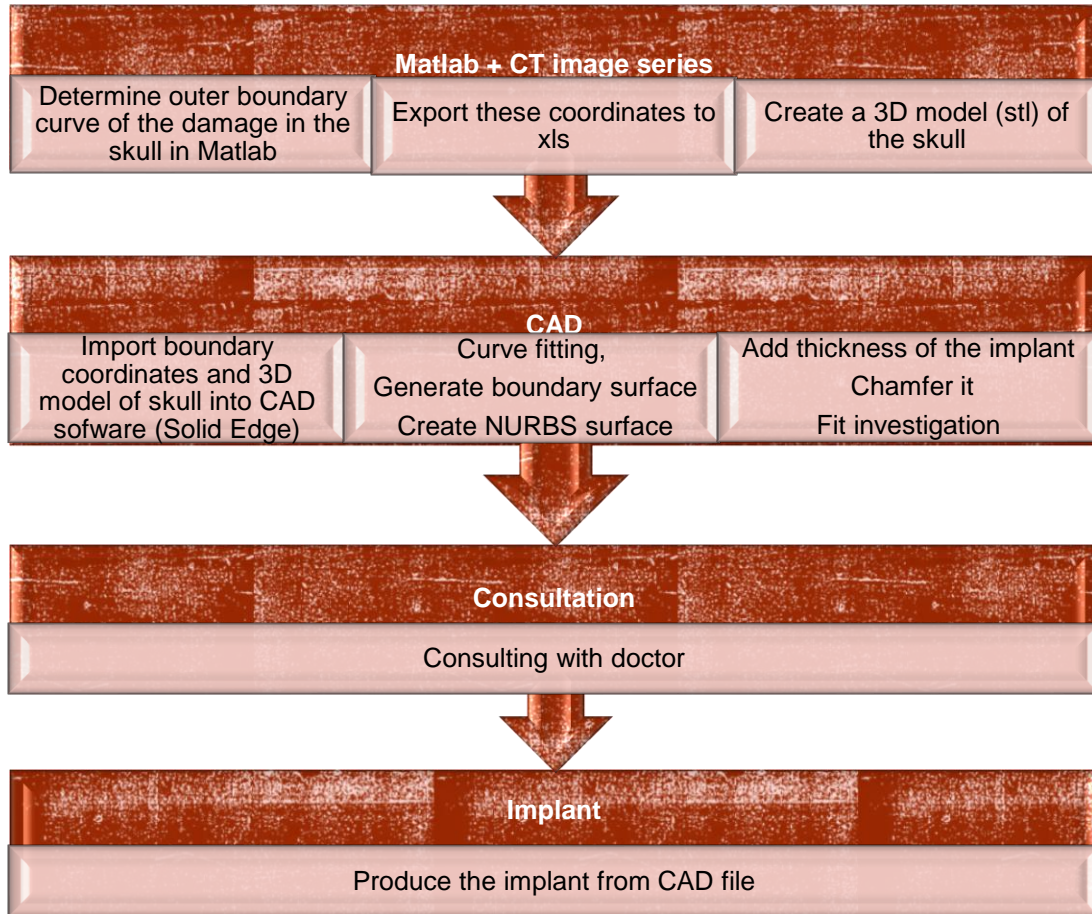 Matlab + CT image series
Determine outer boundary
curve of the damage in the
skull in Matlab
Export these coordinates to
xls
Create a 3D model (stl) of
the skull
CAD
Import boundary
coordinates and 3D
model of skull into CAD
sofware (Solid Edge)
Curve fitting,
Generate boundary surface
Create NURBS surface
Add thickness of the implant
Chamfer it
Fit investigation
Consultation
Consulting with doctor
Implant
Produce the implant from CAD file